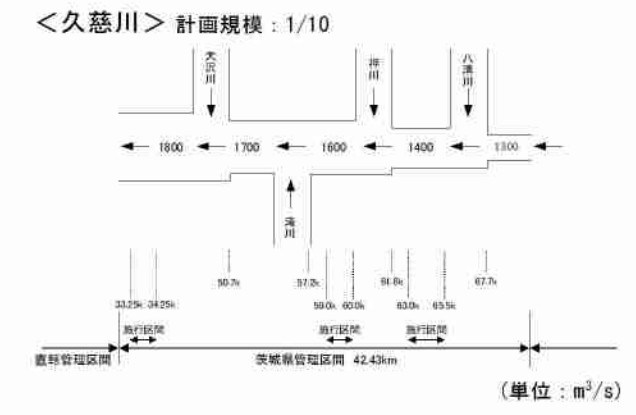 ＜久慈川＞ 計画規模：1/10
大沢川
押川
八溝川
1800 1700 1600 1400 1300
滝川
50.7k 57.2k 61.8k 67.7k
33.25k 34.25k 59.0k 60.0k 63.0k 65.5k
施行区間 施行区間 施行区間
直轄管理区間 茨城県管理区間 42.43km
（単位：m³/s）